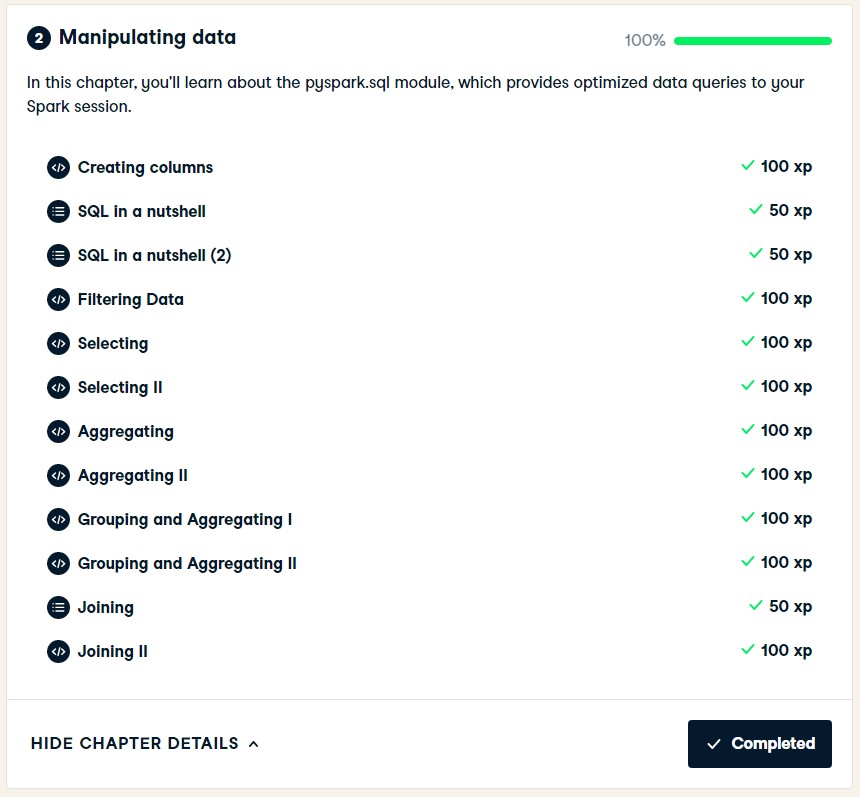 2 Manipulating data 100%
In this chapter, you'll learn about the pyspark.sql module, which provides optimized data queries to your
Spark session.
Creating columns 100 xp
SQL in a nutshell 50 xp
SQL in a nutshell (2) 50 xp
Filtering Data 100 xp
Selecting 100 xp
Selecting II 100 xp
Aggregating 100 xp
Aggregating II 100 xp
Grouping and Aggregating I 100 xp
Grouping and Aggregating II 100 xp
Joining 50 xp
Joining II 100 xp
HIDE CHAPTER DETAILS Completed